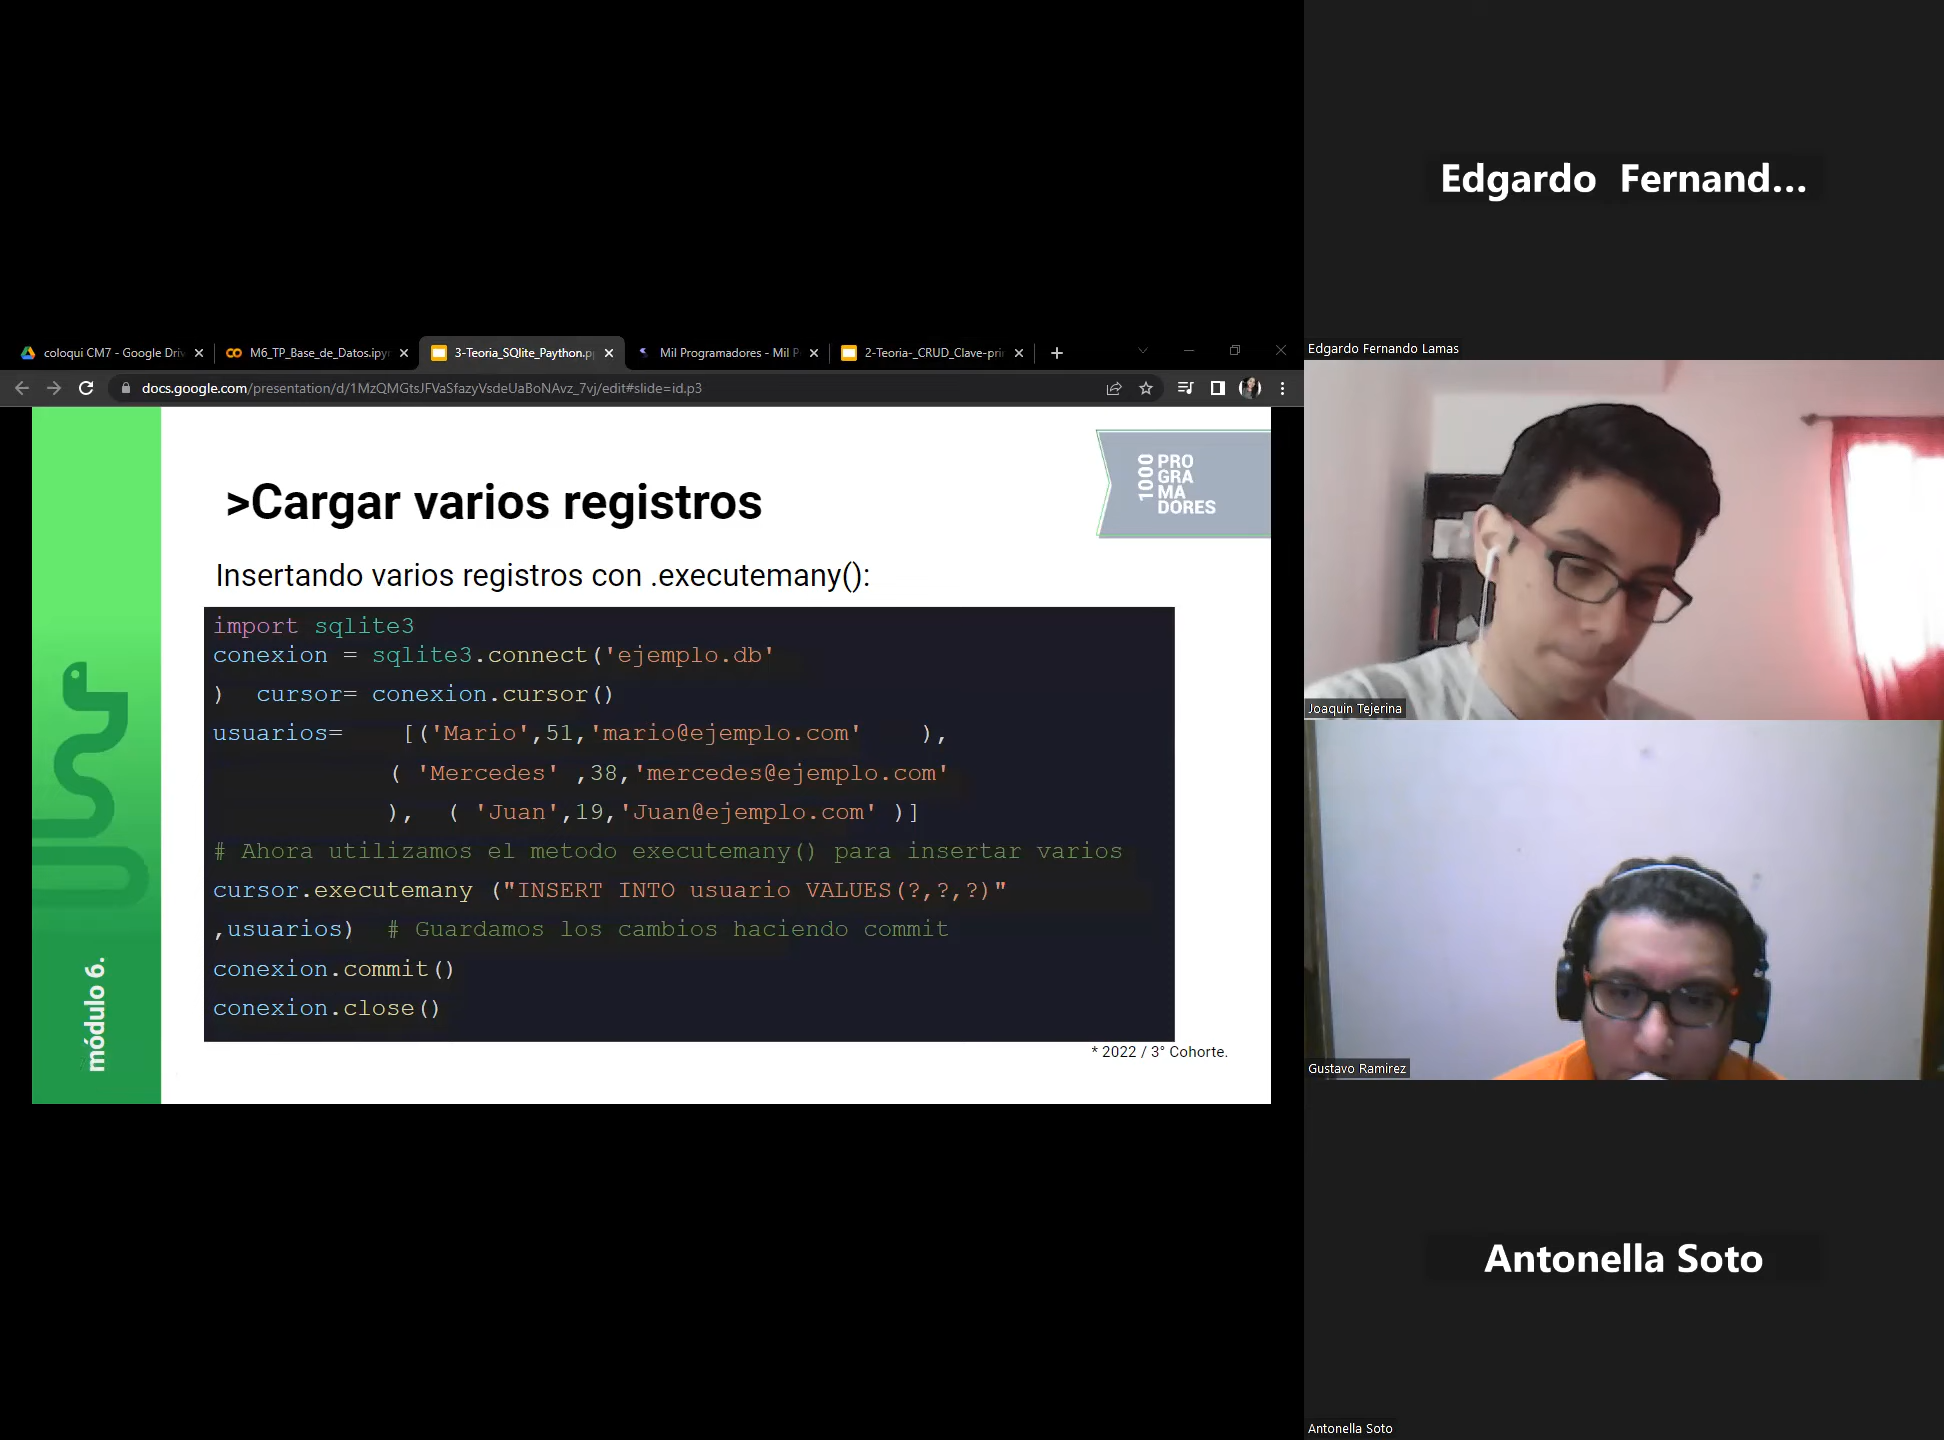 coloqui CM7 - Google Driv
M6_TP_Base_de_Datos.ipyn
3-Teoria_SQlite_Paython.pp
Mil Programadores - Mil P
2-Teoria-_CRUD_Clave-prin
docs.google.com/presentation/d/1MzQMGtsJFVaSfazyVsdeUaBoNAvz_7vj/edit#slide=id.p3
>Cargar varios registros
1000
PRO
GRA
MA
DORES
Insertando varios registros con .executemany():
import sqlite3
conexion = sqlite3.connect('ejemplo.db'
) cursor= conexion.cursor()
usuarios= [('Mario',51,'mario@ejemplo.com' ),
( 'Mercedes' ,38,'mercedes@ejemplo.com'
), ( 'Juan',19,'Juan@ejemplo.com' )]
# Ahora utilizamos el metodo executemany() para insertar varios
cursor.executemany ("INSERT INTO usuario VALUES(?,?,?)"
,usuarios) # Guardamos los cambios haciendo commit
conexion.commit()
conexion.close()
módulo 6.
* 2022 / 3° Cohorte.
Edgardo Fernand...
Edgardo Fernando Lamas
Joaquin Tejerina
Gustavo Ramirez
Antonella Soto
Antonella Soto